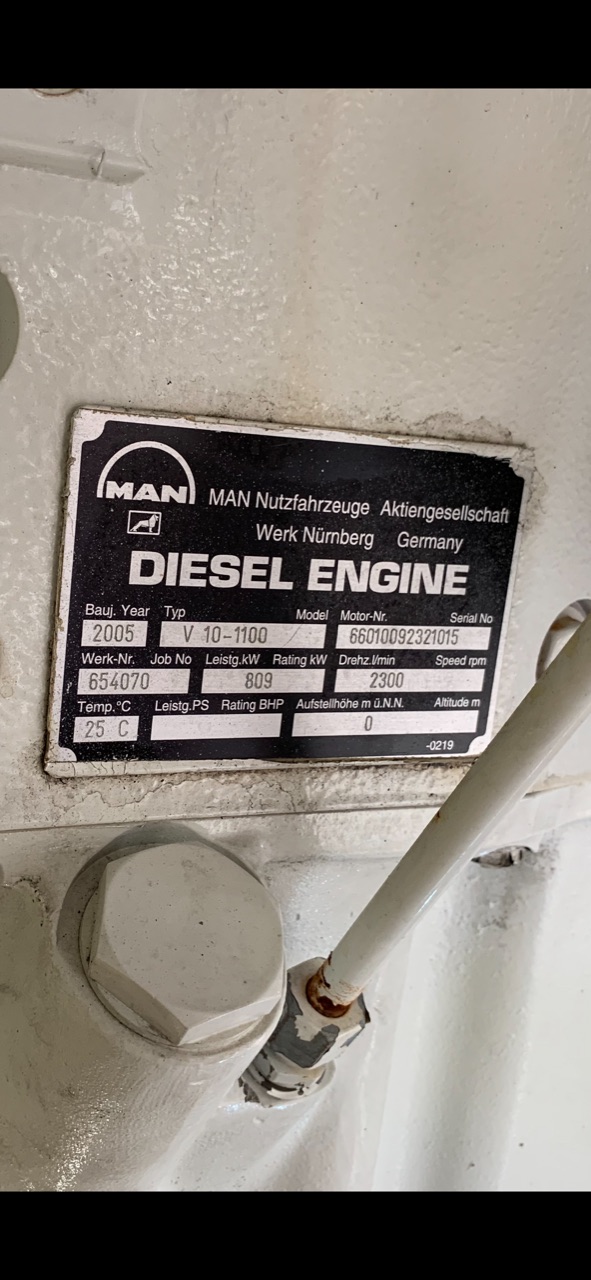 MAN
MAN Nutzfahrzeuge Aktiengesellschaft
Werk Nürnberg Germany
DIESEL ENGINE
Bauj. Year Typ Model Motor-Nr. Serial No
2005 V 10-1100 / 66010092321015
Werk-Nr. Job No Leistg.kW Rating kW Drehz.l/min Speed rpm
654070 809 2300
Temp.°C Leistg.PS Rating BHP Aufstellhöhe m ü.N.N. Altitude m
25 C 0
-0219